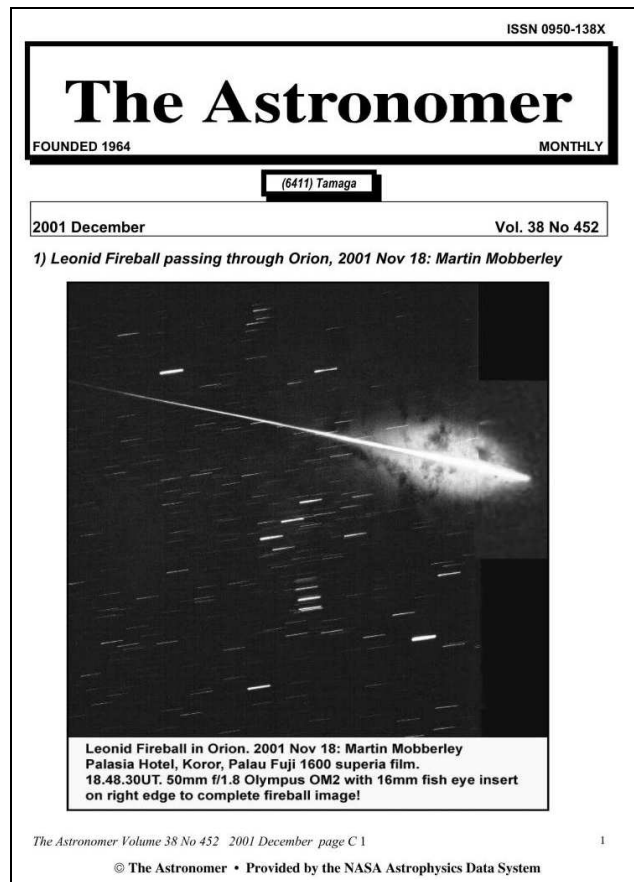 ISSN 0950-138X
The Astronomer
FOUNDED 1964 MONTHLY
(6411) Tamaga
2001 December Vol. 38 No 452
1) Leonid Fireball passing through Orion, 2001 Nov 18: Martin Mobberley
Leonid Fireball in Orion. 2001 Nov 18: Martin Mobberley
Palasia Hotel, Koror, Palau Fuji 1600 superia film.
18.48.30UT. 50mm f/1.8 Olympus OM2 with 16mm fish eye insert
on right edge to complete fireball image!
The Astronomer Volume 38 No 452 2001 December page C 1 1
© The Astronomer • Provided by the NASA Astrophysics Data System